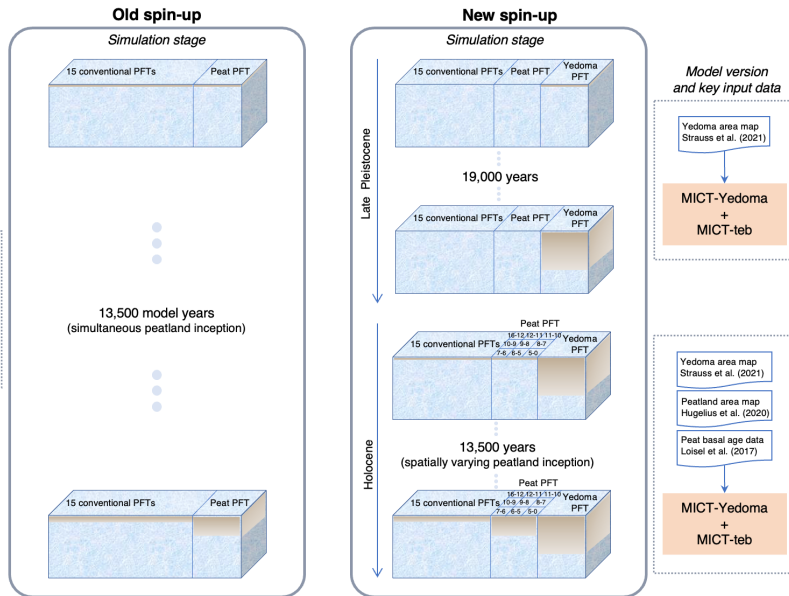 Old spin-up
Simulation stage
15 conventional PFTs
Peat PFT
13,500 model years
(simultaneous peatland inception)
15 conventional PFTs
Peat PFT
New spin-up
Simulation stage
Late Pleistocene
15 conventional PFTs
Peat PFT
Yedoma
PFT
19,000 years
15 conventional PFTs
Peat PFT
Yedoma
PFT
Holocene
Peat PFT
15 conventional PFTs
16-12 12-11 11-10
10-9 9-8 8-7
7-6 6-5 5-0
Yedoma
PFT
13,500 years
(spatially varying peatland inception)
Peat PFT
15 conventional PFTs
16-12 12-11 11-10
10-9 9-8 8-7
7-6 6-5 5-0
Yedoma
PFT
Model version
and key input data
Yedoma area map
Strauss et al. (2021)
MICT-Yedoma
+
MICT-teb
Yedoma area map
Strauss et al. (2021)
Peatland area map
Hugelius et al. (2020)
Peat basal age data
Loisel et al. (2017)
MICT-Yedoma
+
MICT-teb